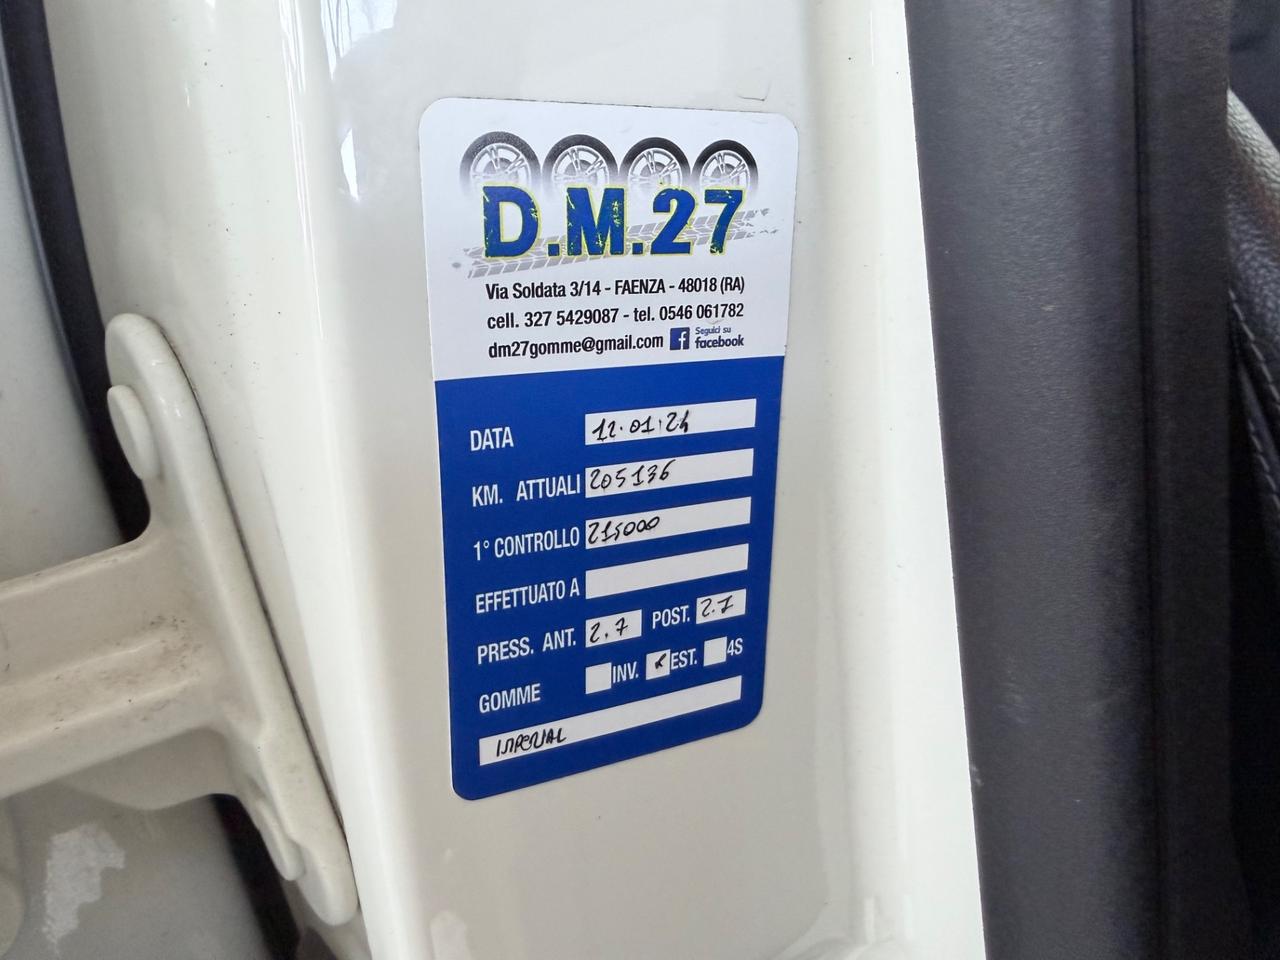 D.M.27
Via Soldata 3/14 - FAENZA - 48018 (RA)
cell. 327 5429087 - tel. 0546 061782
dm27gomme@gmail.com f Seguici su facebook
DATA 12.01.24
KM. ATTUALI 205136
1° CONTROLLO 215000
EFFETTUATO A
PRESS. ANT. 2.7 POST. 2.7
GOMME INV. x EST. 4S
IMPERIAL